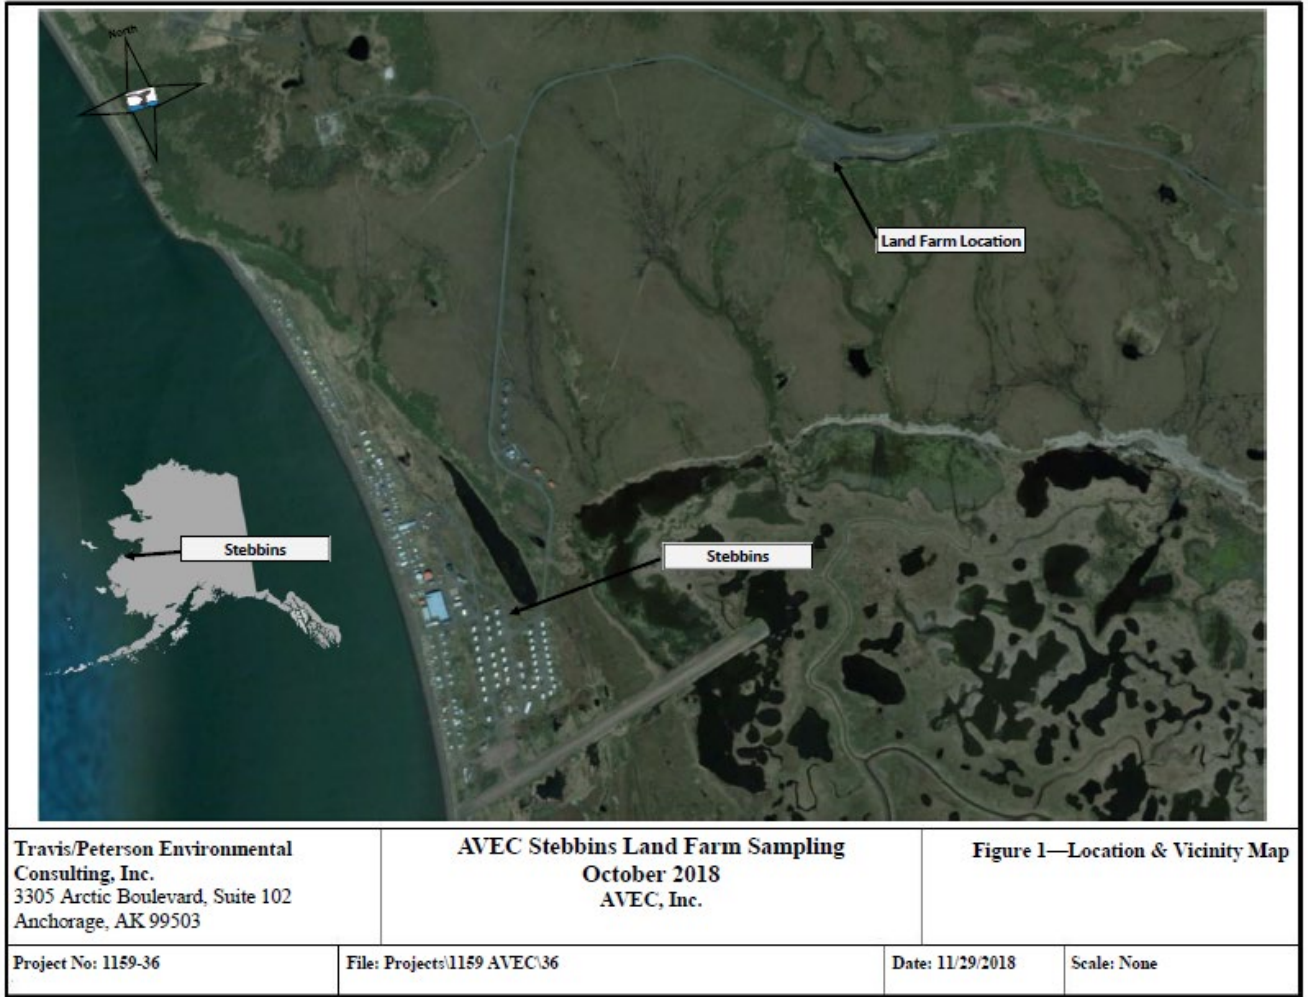 North
Land Farm Location
Stebbins
Stebbins
Travis/Peterson Environmental
Consulting, Inc.
3305 Arctic Boulevard, Suite 102
Anchorage, AK 99503
AVEC Stebbins Land Farm Sampling
October 2018
AVEC, Inc.
Figure 1—Location & Vicinity Map
Project No: 1159-36
File: Projects\1159 AVEC\36
Date: 11/29/2018
Scale: None